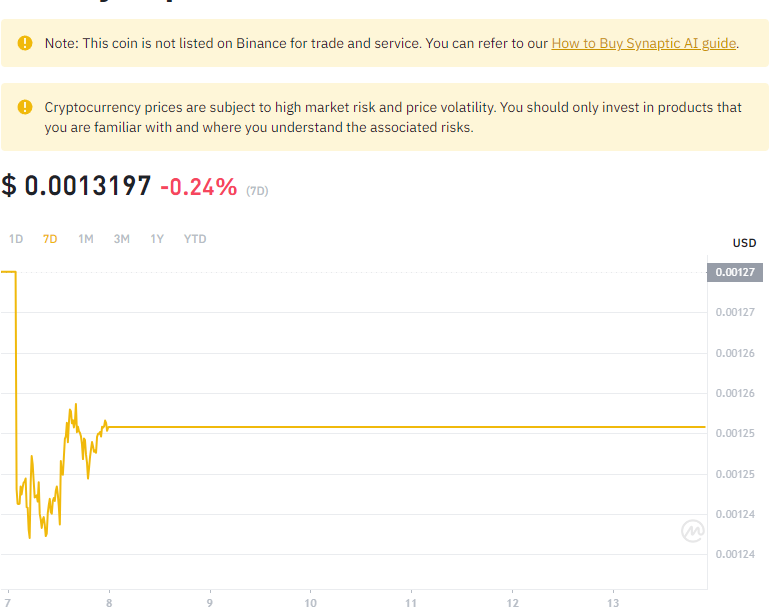 Note: This coin is not listed on Binance for trade and service. You can refer to our How to Buy Synaptic AI guide.
Cryptocurrency prices are subject to high market risk and price volatility. You should only invest in products that
you are familiar with and where you understand the associated risks.
$ 0.0013197 -0.24% (7D)
1D 7D 1M 3M 1Y YTD
USD
0.00127
0.00127
0.00126
0.00126
0.00125
0.00125
0.00124
0.00124
7 8 9 10 11 12 13